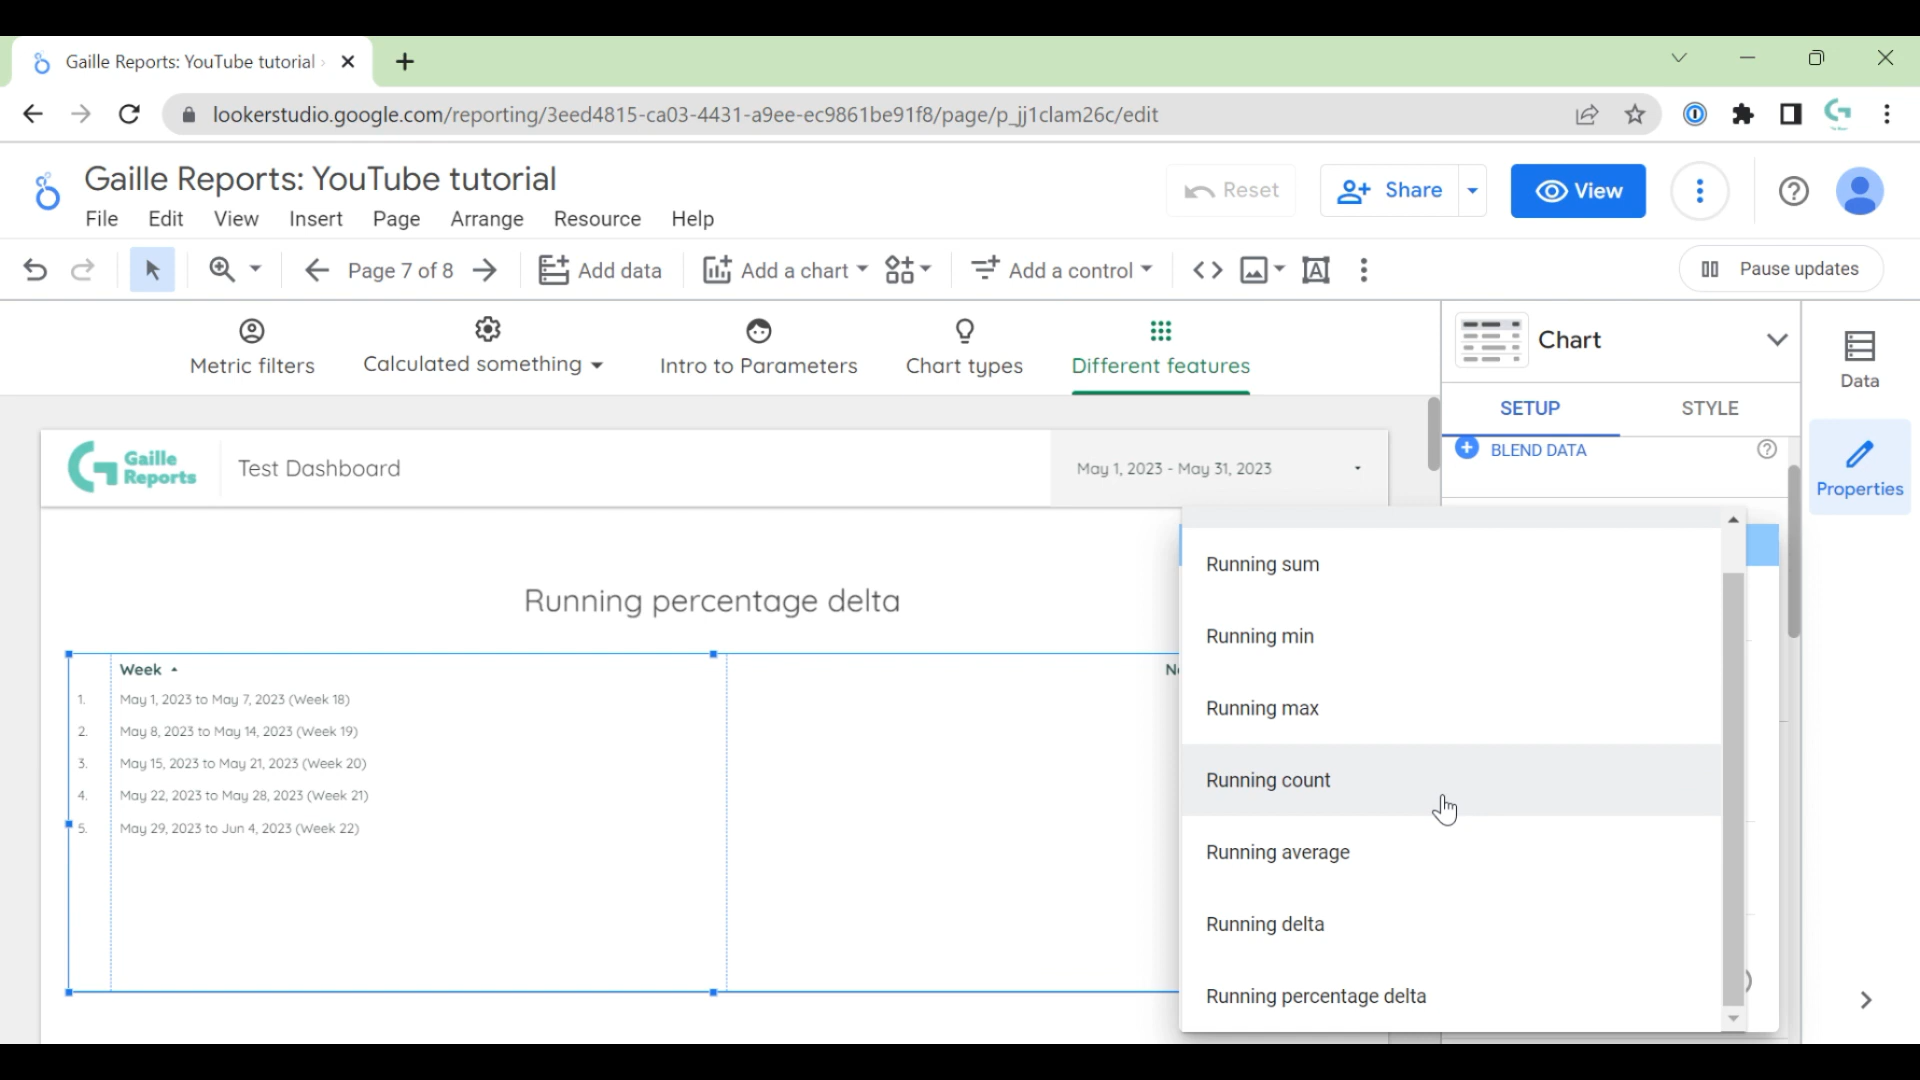 Gaille Reports: YouTube tutorial
lookerstudio.google.com/reporting/3eed4815-ca03-4431-a9ee-ec9861be91f8/page/p_jj1clam26c/edit
Gaille Reports: YouTube tutorial
Reset
Share
View
File Edit View Insert Page Arrange Resource Help
Page 7 of 8
Add data
Add a chart
Add a control
Pause updates
Metric filters
Calculated something
Intro to Parameters
Chart types
Different features
Chart
Data
SETUP
STYLE
BLEND DATA
Properties
Gaille
Reports
Test Dashboard
May 1, 2023 - May 31, 2023
Running percentage delta
Week
1. May 1, 2023 to May 7, 2023 (Week 18)
2. May 8, 2023 to May 14, 2023 (Week 19)
3. May 15, 2023 to May 21, 2023 (Week 20)
4. May 22, 2023 to May 28, 2023 (Week 21)
5. May 29, 2023 to Jun 4, 2023 (Week 22)
Running sum
Running min
Running max
Running count
Running average
Running delta
Running percentage delta